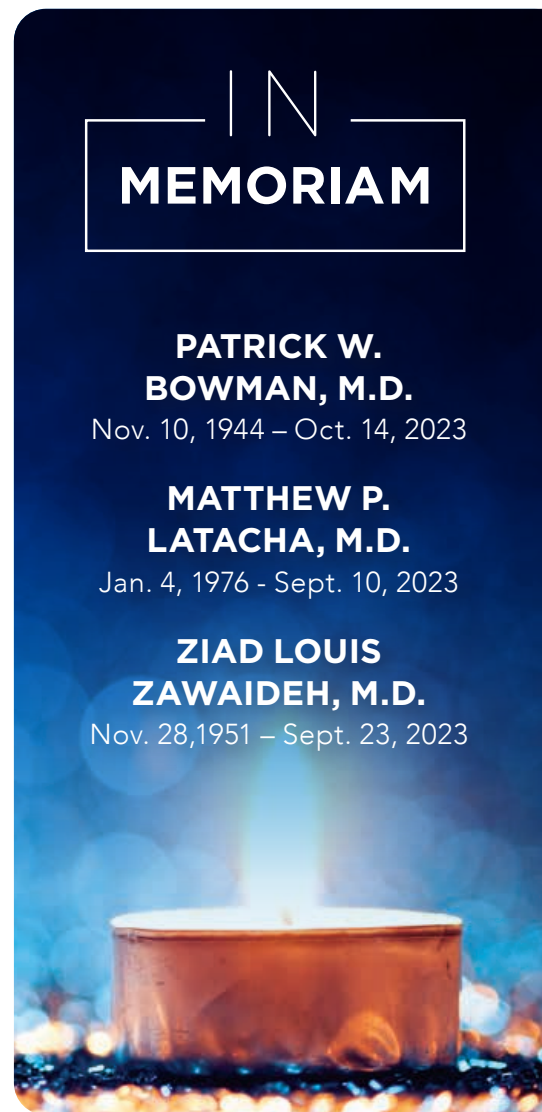 IN
MEMORIAM
PATRICK W.
BOWMAN, M.D.
Nov. 10, 1944 – Oct. 14, 2023
MATTHEW P.
LATACHA, M.D.
Jan. 4, 1976 - Sept. 10, 2023
ZIAD LOUIS
ZAWAIDEH, M.D.
Nov. 28,1951 – Sept. 23, 2023